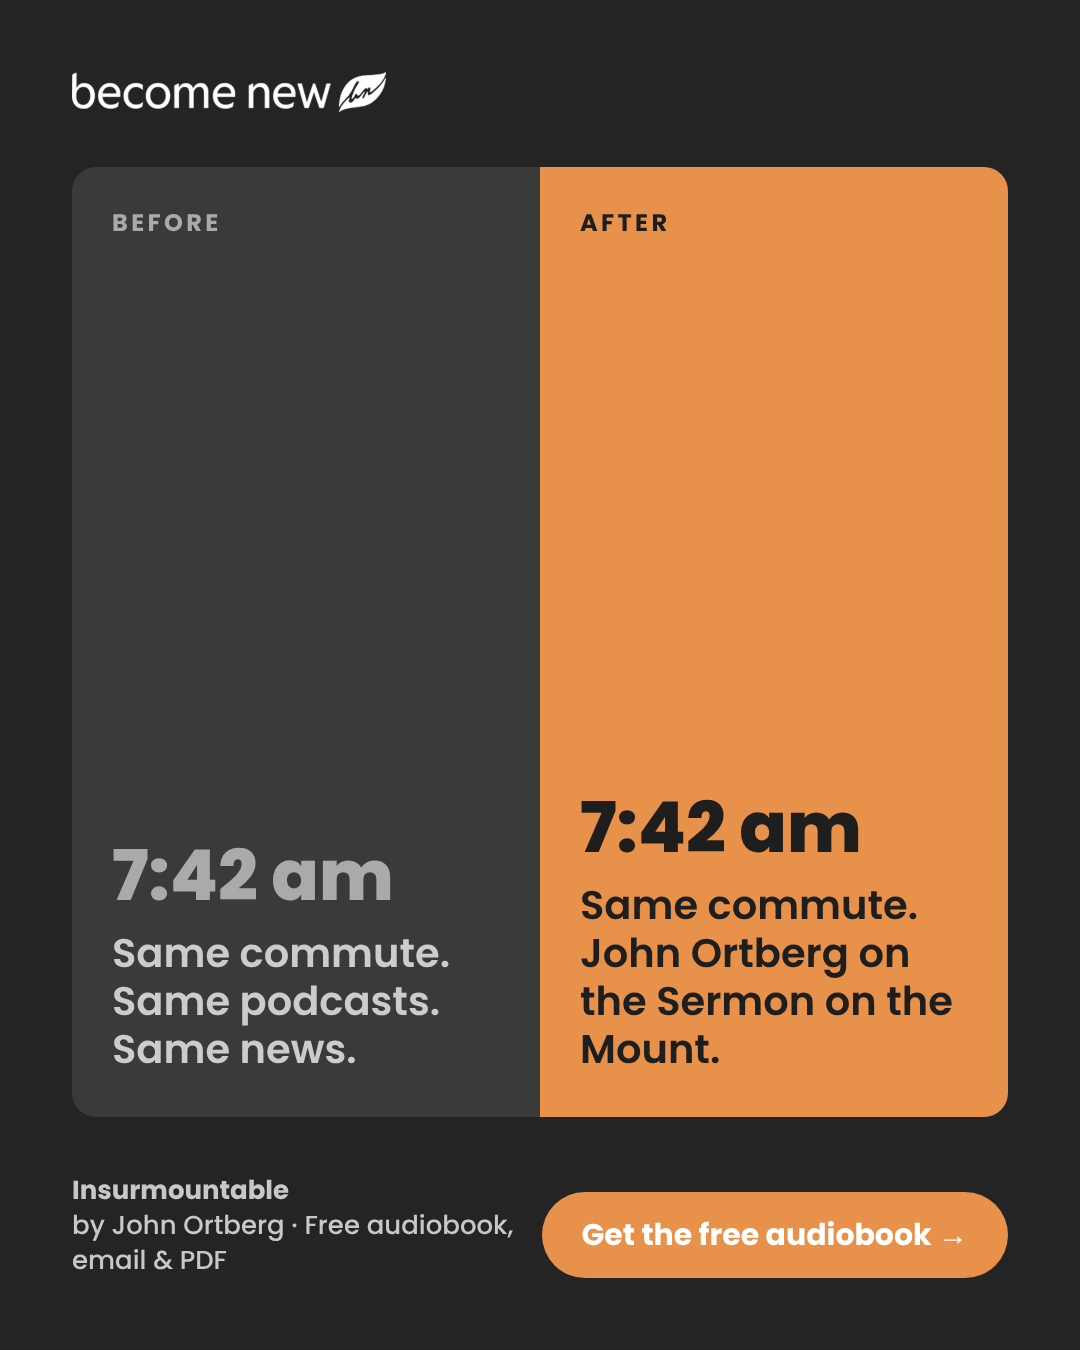 become new
BEFORE
7:42 am
Same commute.
Same podcasts.
Same news.
AFTER
7:42 am
Same commute.
John Ortberg on
the Sermon on the
Mount.
Insurmountable
by John Ortberg · Free audiobook,
email & PDF
Get the free audiobook →